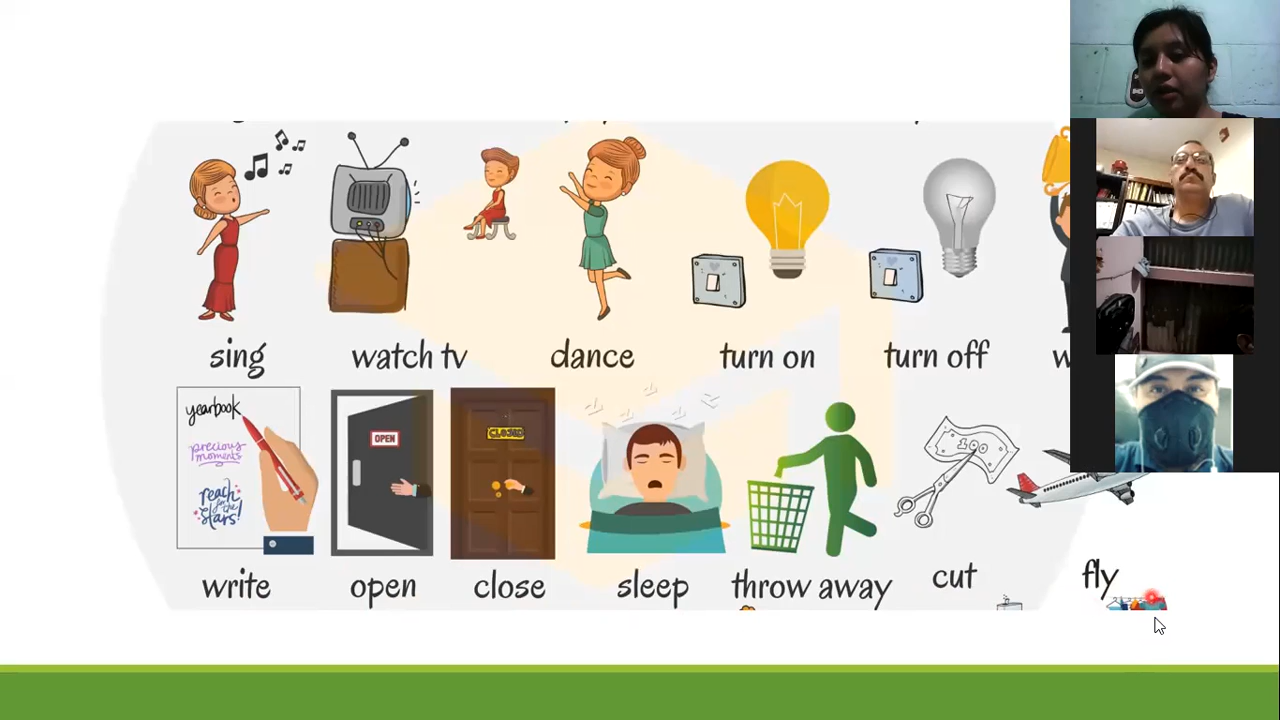 sing
watch tv
dance
turn on
turn off
yearbook
precious
moments
reach
for the
stars!
OPEN
CLOSED
100
write
open
close
sleep
throw away
cut
fly